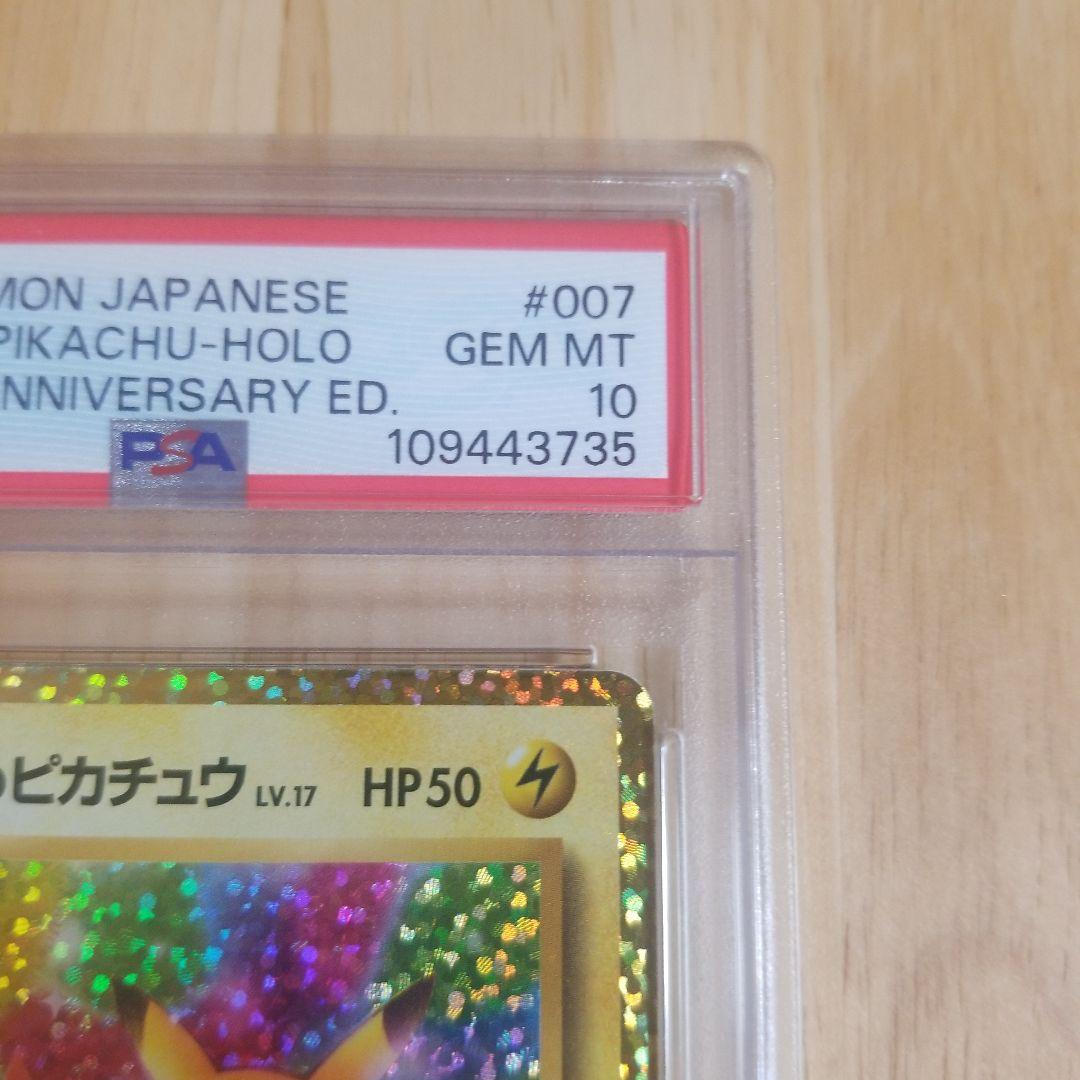 MON JAPANESE #007
PIKACHU-HOLO GEM MT
NNIVERSARY ED. 10
PSA 109443735
ピカチュウ LV.17 HP50